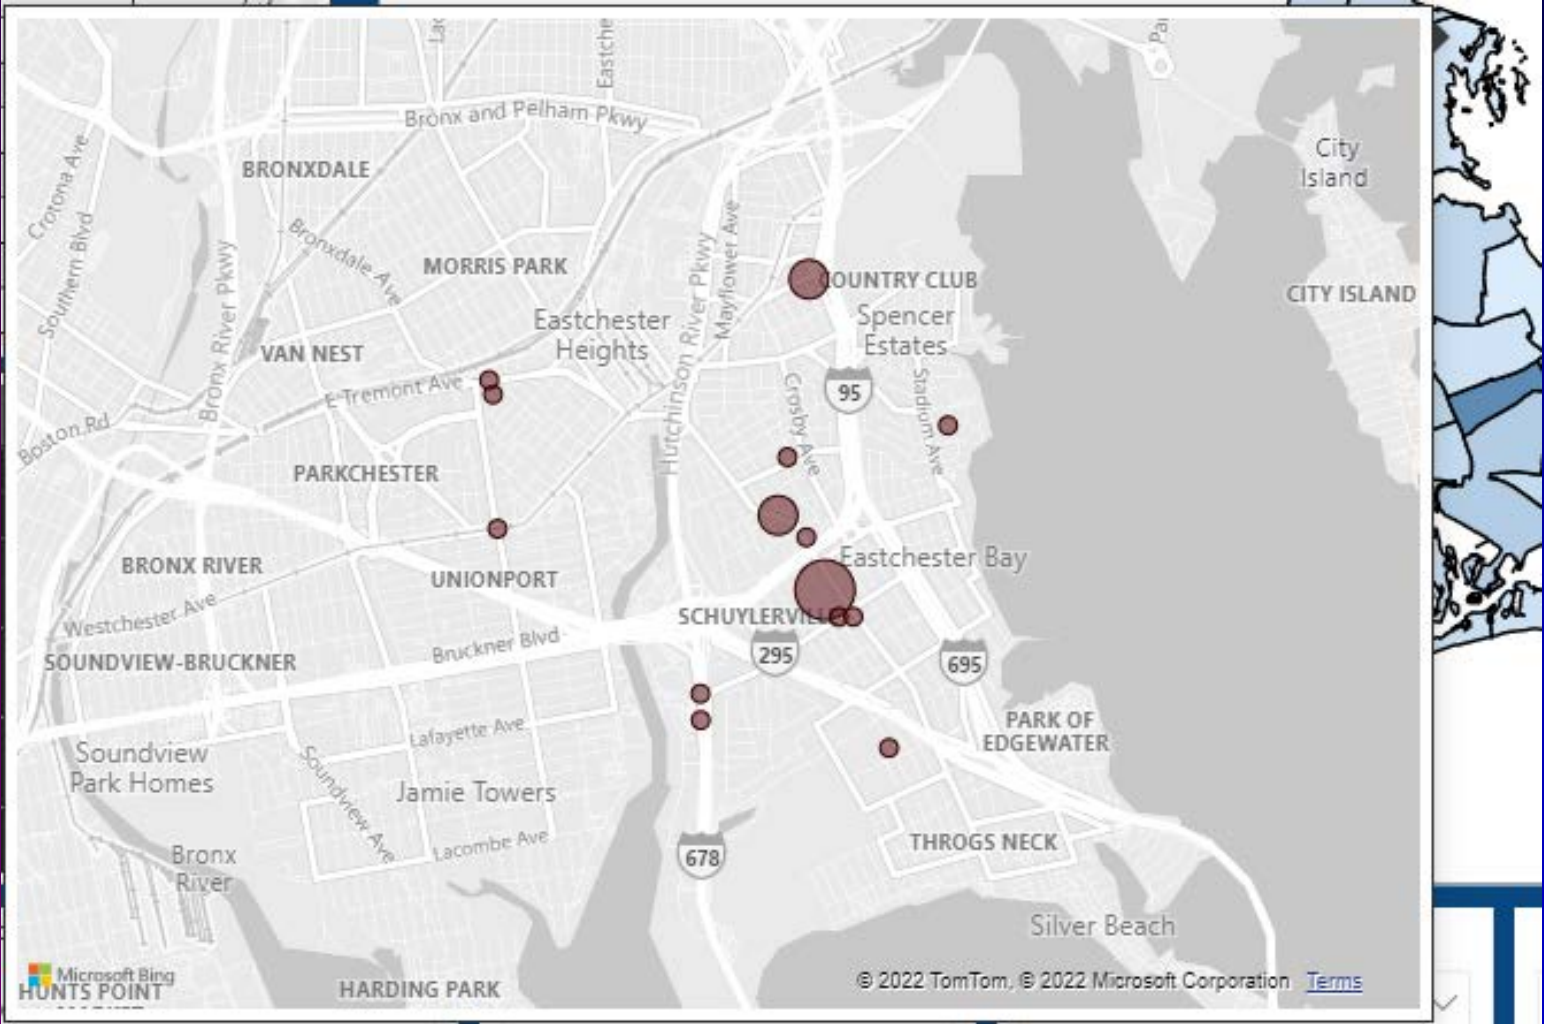 Eastche
Bronx and Pelham Pkwy
City
Island
BRONXDALE
Crotona Ave
Southern Blvd
Bronxdale Ave
Bronx River Pkwy
MORRIS PARK
Mayflower Ave
Hutchinson River Pkwy
COUNTRY CLUB
CITY ISLAND
Eastchester
Heights
Spencer
Estates
VAN NEST
E Tremont Ave
95
Crosby Ave
Stadium Ave
Boston Rd
PARKCHESTER
BRONX RIVER
UNIONPORT
Eastchester Bay
Westchester Ave
SCHUYLERVILLE
Bruckner Blvd
SOUNDVIEW-BRUCKNER
295
695
Lafayette Ave
PARK OF
EDGEWATER
Soundview
Park Homes
Soundview Ave
Jamie Towers
Lacombe Ave
THROGS NECK
678
Bronx
River
Silver Beach
Microsoft Bing
© 2022 TomTom, © 2022 Microsoft Corporation Terms
HUNTS POINT
HARDING PARK